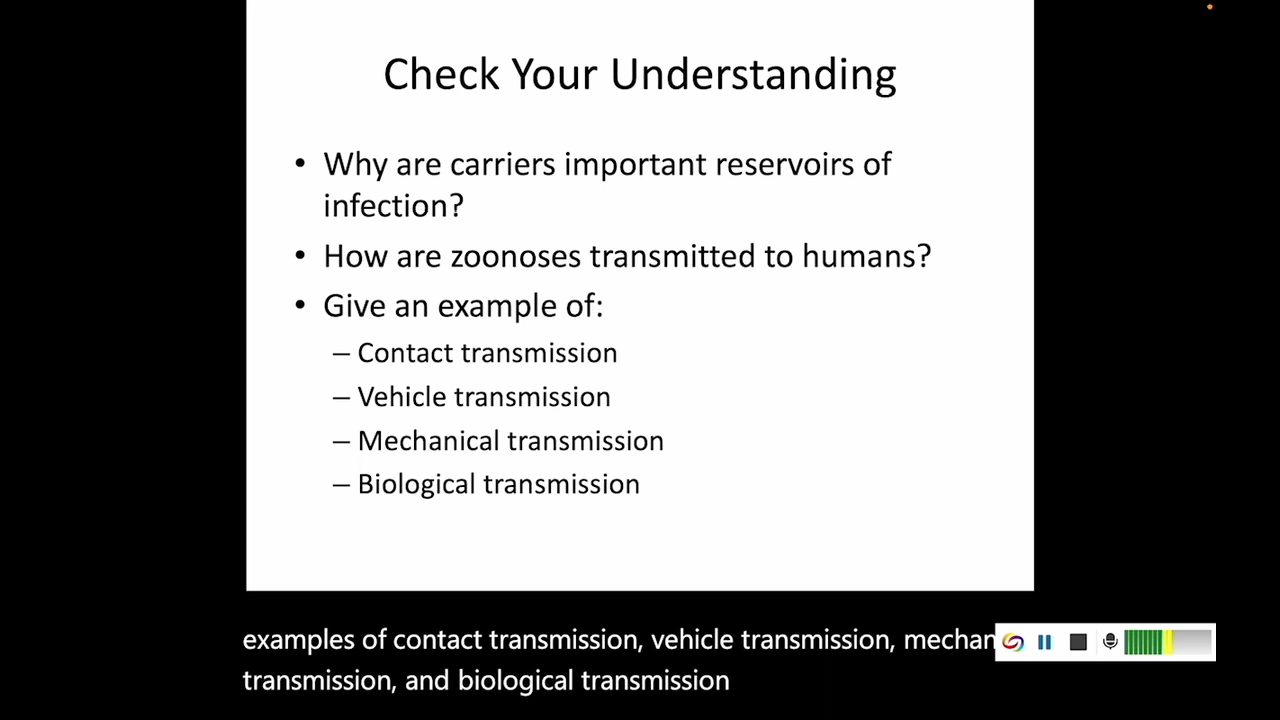 Check Your Understanding
• Why are carriers important reservoirs of
infection?
• How are zoonoses transmitted to humans?
• Give an example of:
– Contact transmission
– Vehicle transmission
– Mechanical transmission
– Biological transmission
examples of contact transmission, vehicle transmission, mechan
transmission, and biological transmission